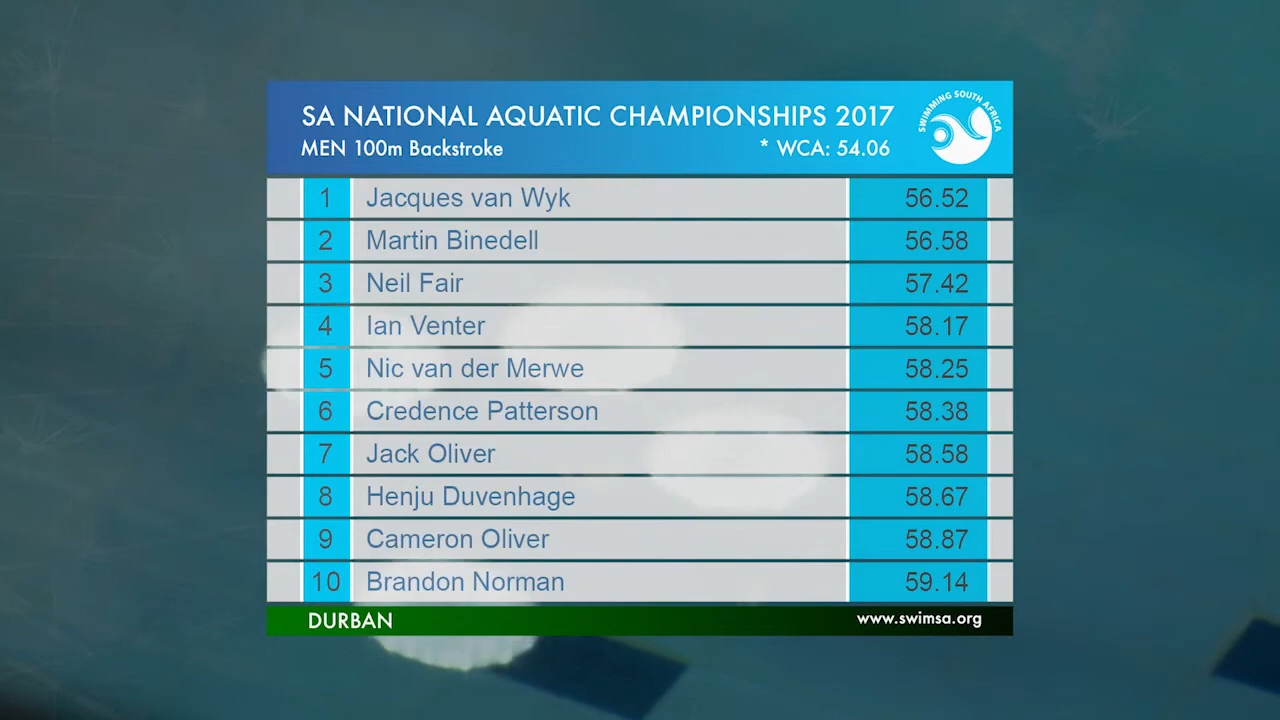 SA NATIONAL AQUATIC CHAMPIONSHIPS 2017
MEN 100m Backstroke * WCA: 54.06
SWIMMING SOUTH AFRICA
1 Jacques van Wyk 56.52
2 Martin Binedell 56.58
3 Neil Fair 57.42
4 Ian Venter 58.17
5 Nic van der Merwe 58.25
6 Credence Patterson 58.38
7 Jack Oliver 58.58
8 Henju Duvenhage 58.67
9 Cameron Oliver 58.87
10 Brandon Norman 59.14
DURBAN www.swimsa.org